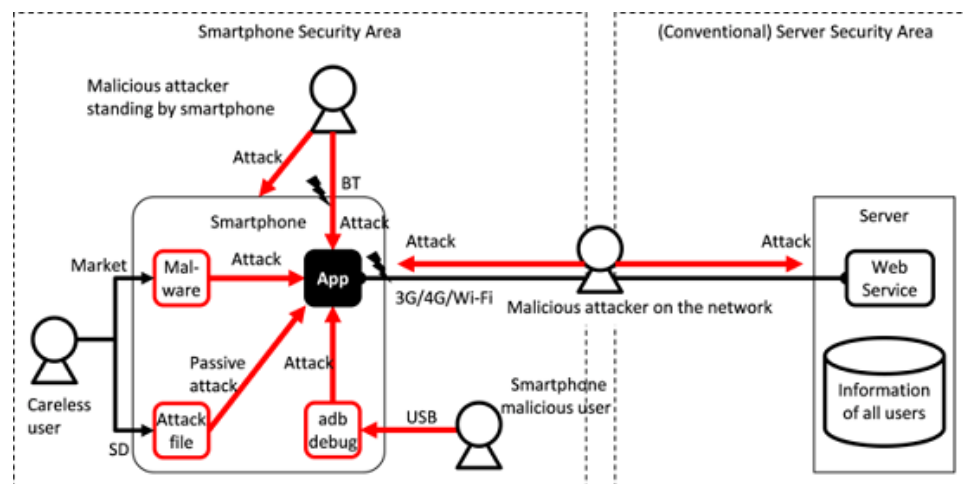 Smartphone Security Area
(Conventional) Server Security Area
Malicious attacker
standing by smartphone
Attack
BT
Smartphone
Attack
Server
Market
Mal-
ware
Attack
App
Attack
Attack
Web
Service
3G/4G/Wi-Fi
Malicious attacker on the network
Passive
attack
Attack
Careless
user
SD
Attack
file
adb
debug
USB
Smartphone
malicious user
Information
of all users